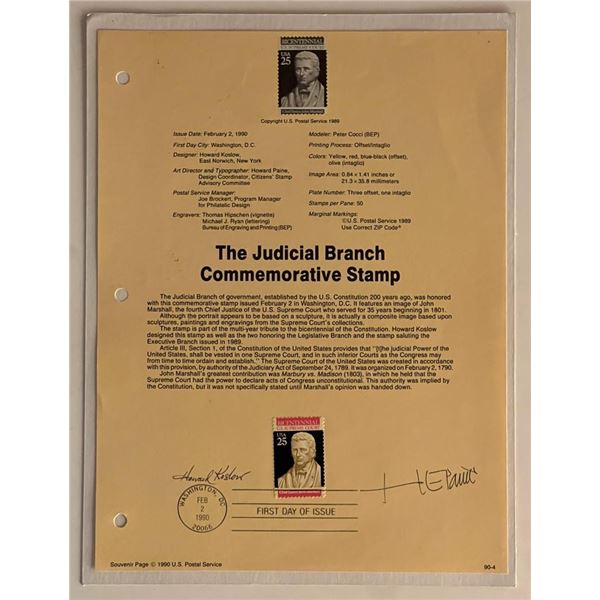 BICENTENNIAL
U.S. SUPREME COURT
USA
25
Chief Justice John Marshall
Copyright U.S. Postal Service 1989
Issue Date: February 2, 1990
First Day City: Washington, D.C.
Designer: Howard Koslow,
East Norwich, New York
Art Director and Typographer: Howard Paine,
Design Coordinator, Citizens' Stamp
Advisory Committee
Postal Service Manager:
Joe Brockert, Program Manager
for Philatelic Design
Engravers: Thomas Hipschen (vignette)
Michael J. Ryan (lettering)
Bureau of Engraving and Printing (BEP)
Modeler: Peter Cocci (BEP)
Printing Process: Offset/intaglio
Colors: Yellow, red, blue-black (offset),
olive (intaglio)
Image Area: 0.84 × 1.41 inches or
21.3 × 35.8 millimeters
Plate Number: Three offset, one intaglio
Stamps per Pane: 50
Marginal Markings:
©U.S. Postal Service 1989
Use Correct ZIP Code®
The Judicial Branch
Commemorative Stamp
The Judicial Branch of government, established by the U.S. Constitution 200 years ago, was honored
with this commemorative stamp issued February 2 in Washington, D.C. It features an image of John
Marshall, the fourth Chief Justice of the U.S. Supreme Court who served for 35 years beginning in 1801.
Although the portrait appears to be based on a sculpture, it is actually a composite image based upon
sculptures, paintings and engravings from the Supreme Court's collections.
The stamp is part of the multi-year tribute to the bicentennial of the Constitution. Howard Koslow
designed this stamp as well as the two honoring the Legislative Branch and the stamp saluting the
Executive Branch issued in 1989.
Article III, Section 1, of the Constitution of the United States provides that "[t]he judicial Power of the
United States, shall be vested in one Supreme Court, and in such inferior Courts as the Congress may
from time to time ordain and establish." The Supreme Court of the United States was created in accordance
with this provision, by authority of the Judiciary Act of September 24, 1789. It was organized on February 2, 1790.
John Marshall's greatest contribution was Marbury vs. Madison (1803), in which he held that the
Supreme Court had the power to declare acts of Congress unconstitutional. This authority was implied by
the Constitution, but it was not specifically stated until Marshall's opinion was handed down.
BICENTENNIAL
U.S. SUPREME COURT
USA
25
Chief Justice John Marshall
Howard Koslow
WASHINGTON, DC
FEB
2
1990
20066
FIRST DAY OF ISSUE
Souvenir Page © 1990 U.S. Postal Service
90-4